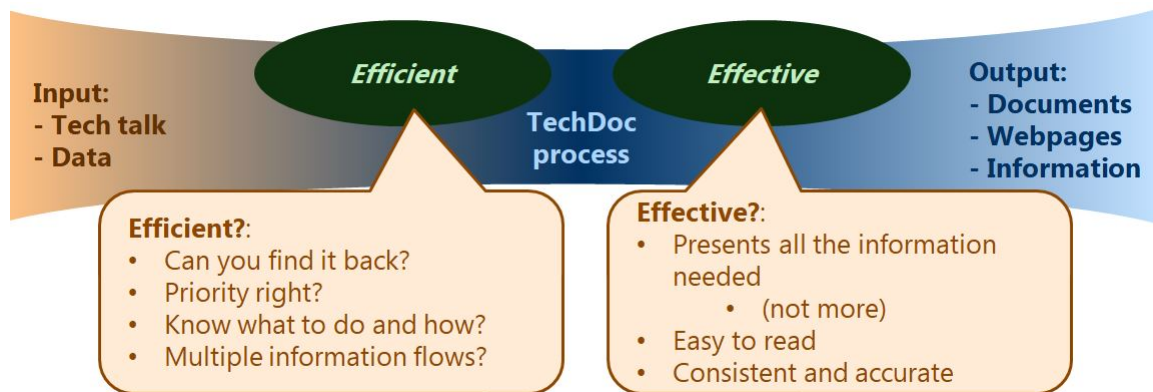 Input:
- Tech talk
- Data
Efficient
TechDoc
process
Effective
Output:
- Documents
- Webpages
- Information
Efficient?:
• Can you find it back?
• Priority right?
• Know what to do and how?
• Multiple information flows?
Effective?:
• Presents all the information
needed
• (not more)
• Easy to read
• Consistent and accurate